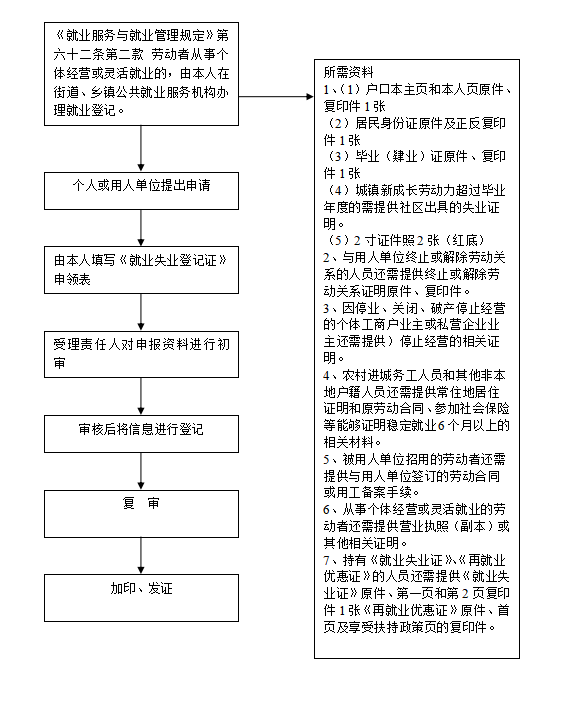 《就业服务与就业管理规定》第
六十二条第二款 劳动者从事个
体经营或灵活就业的，由本人在
街道、乡镇公共就业服务机构办
理就业登记。
个人或用人单位提出申请
由本人填写《就业失业登记证》
申领表
受理责任人对申报资料进行初
审
审核后将信息进行登记
复 审
加印、发证
所需资料
1、（1）户口本主页和本人页原件、
复印件 1 张
（2）居民身份证原件及正反复印
件 1 张
（3）毕业（肄业）证原件、复印
件 1 张
（4）城镇新成长劳动力超过毕业
年度的需提供社区出具的失业证
明。
（5）2 寸证件照 2 张（红底）
2、与用人单位终止或解除劳动关
系的人员还需提供终止或解除劳
动关系证明原件、复印件。
3、因停业、关闭、破产停止经营
的个体工商户业主或私营企业业
主还需提供）停止经营的相关证
明。
4、农村进城务工人员和其他非本
地户籍人员还需提供常住地居住
证明和原劳动合同、参加社会保险
等能够证明稳定就业 6 个月以上的
相关材料。
5、被用人单位招用的劳动者还需
提供与用人单位签订的劳动合同
或用工备案手续。
6、从事个体经营或灵活就业的劳
动者还需提供营业执照（副本）或
其他相关证明。
7、持有《就业失业证》、《再就业
优惠证》的人员还需提供《就业失
业证》原件、第一页和第 2 页复印
件 1 张《再就业优惠证》原件、首
页及享受扶持政策页的复印件。